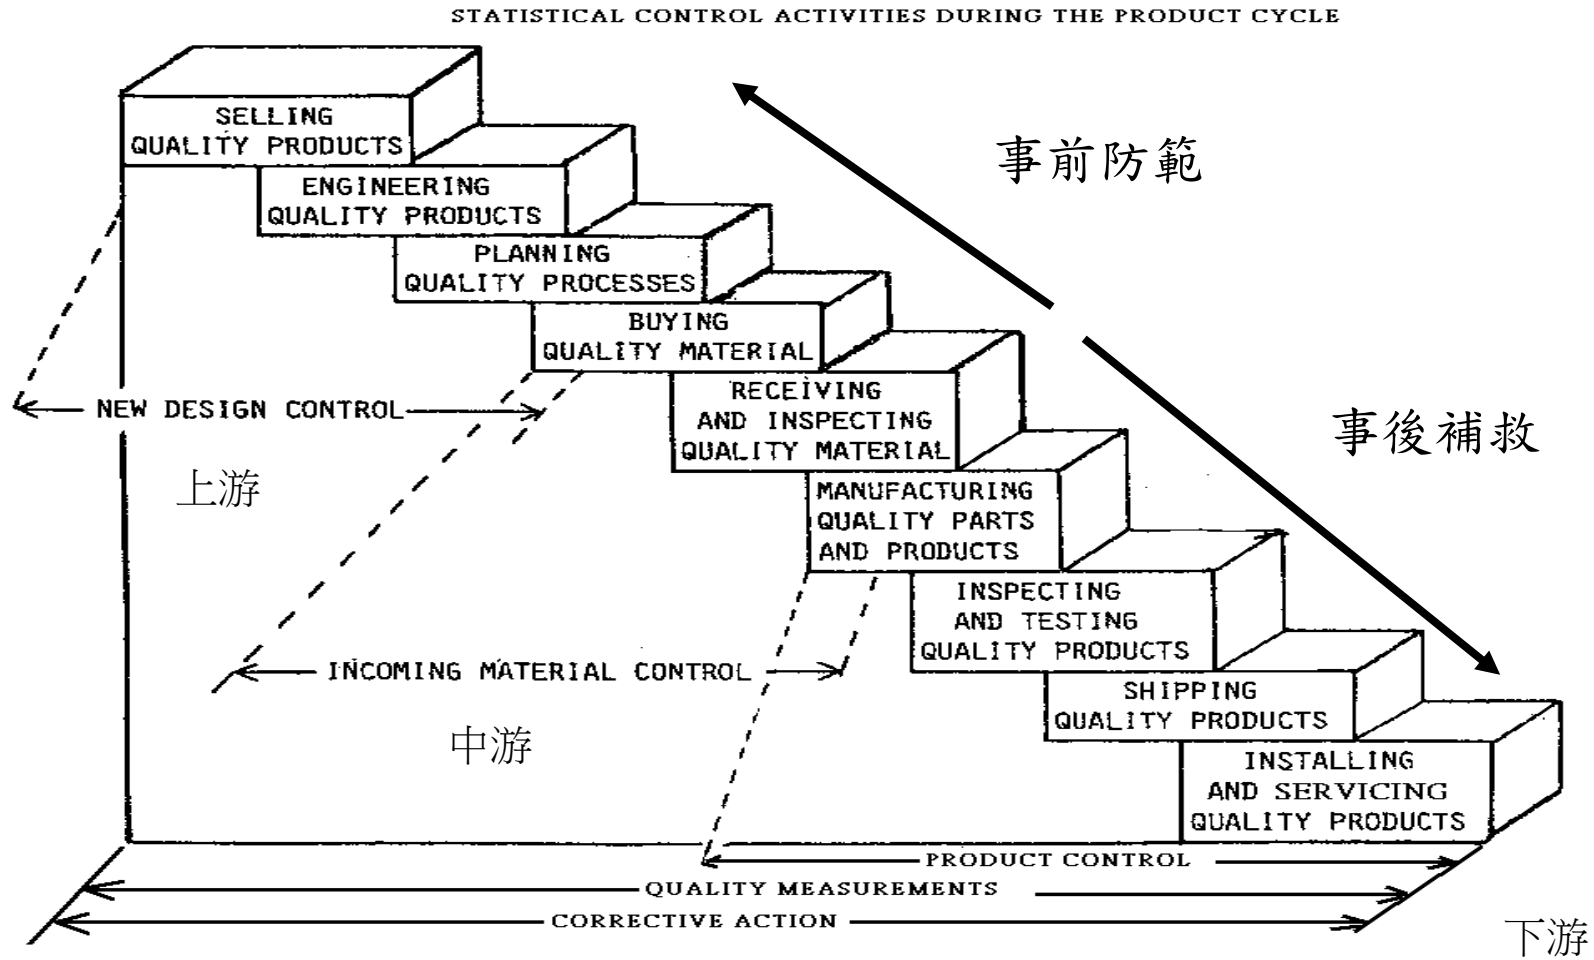 STATISTICAL CONTROL ACTIVITIES DURING THE PRODUCT CYCLE
SELLING
QUALITY PRODUCTS
事前防範
ENGINEERING
QUALITY PRODUCTS
PLANNING
QUALITY PROCESSES
BUYING
QUALITY MATERIAL
RECEIVING
AND INSPECTING
QUALITY MATERIAL
NEW DESIGN CONTROL
事後補救
上游
MANUFACTURING
QUALITY PARTS
AND PRODUCTS
INSPECTING
AND TESTING
QUALITY PRODUCTS
INCOMING MATERIAL CONTROL
SHIPPING
QUALITY PRODUCTS
中游
INSTALLING
AND SERVICING
QUALITY PRODUCTS
PRODUCT CONTROL
QUALITY MEASUREMENTS
CORRECTIVE ACTION
下游